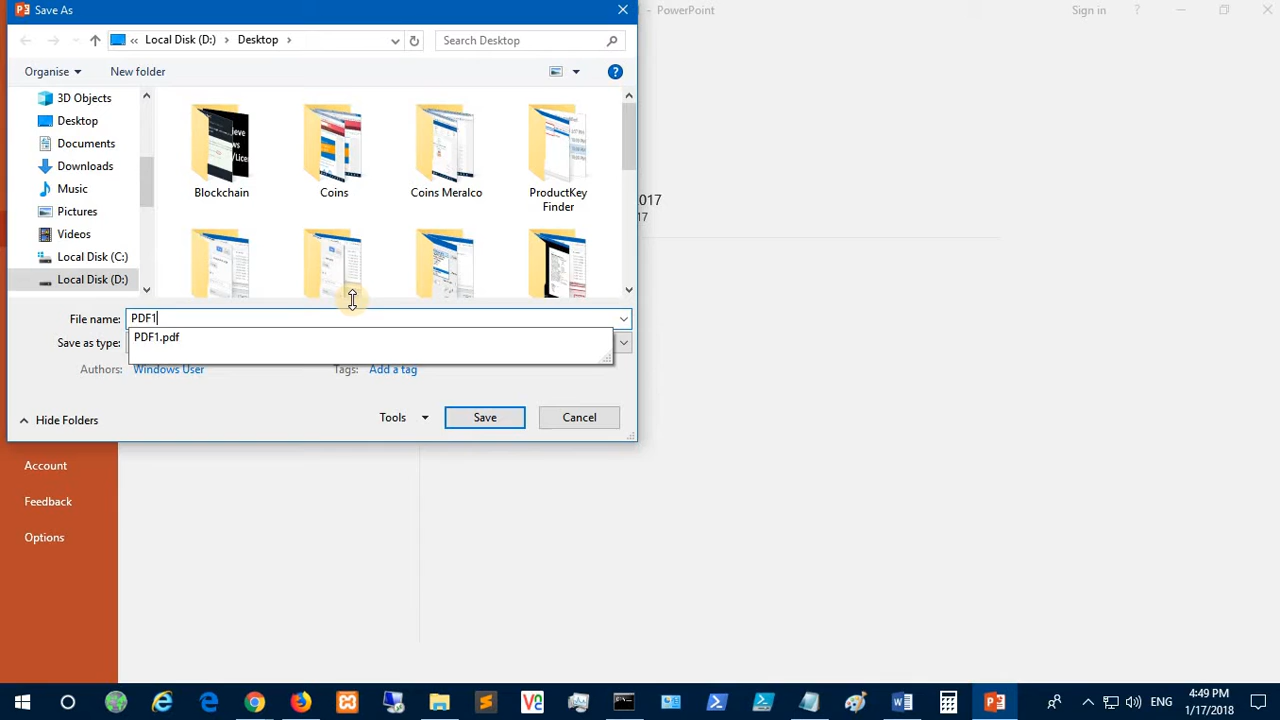 Save As
- PowerPoint
Sign in
?
Local Disk (D:)
Desktop
Search Desktop
Organise
New folder
3D Objects
Desktop
Documents
Downloads
Music
Pictures
Videos
Local Disk (C:)
Local Disk (D:)
Blockchain
Coins
Coins Meralco
ProductKey
Finder
017
17
File name: PDF1
PDF1.pdf
Save as type:
Authors: Windows User
Tags: Add a tag
Hide Folders
Tools
Save
Cancel
Account
Feedback
Options
ENG
4:49 PM
1/17/2018